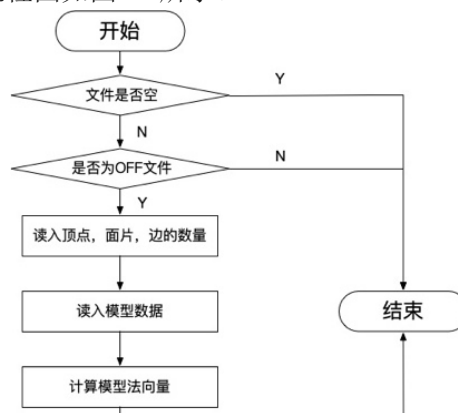 开始
文件是否空
Y
N
是否为OFF文件
N
Y
读入顶点，面片，边的数量
读入模型数据
结束
计算模型法向量